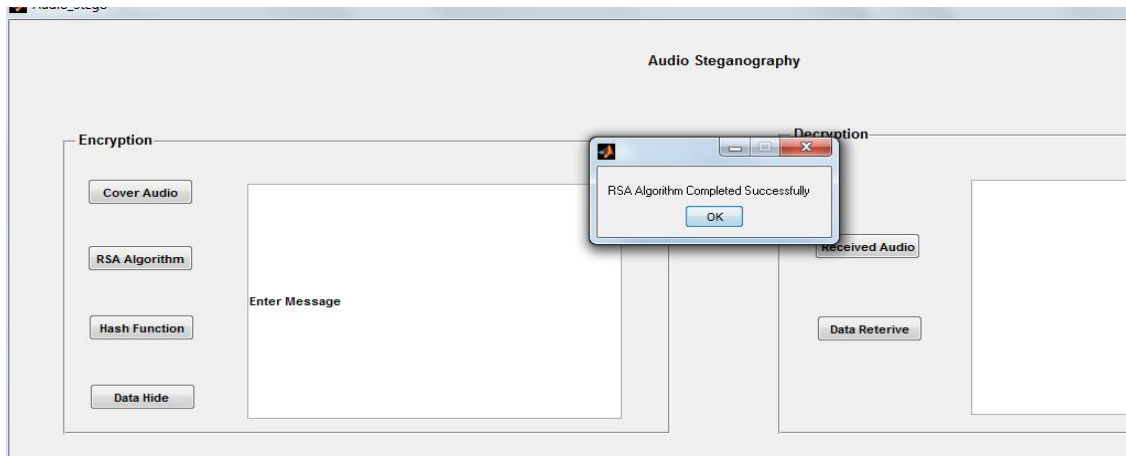 Audio_Stego
Audio Steganography
Encryption
Cover Audio
RSA Algorithm
Hash Function
Data Hide
Enter Message
RSA Algorithm Completed Successfully
OK
Decryption
Received Audio
Data Reterive